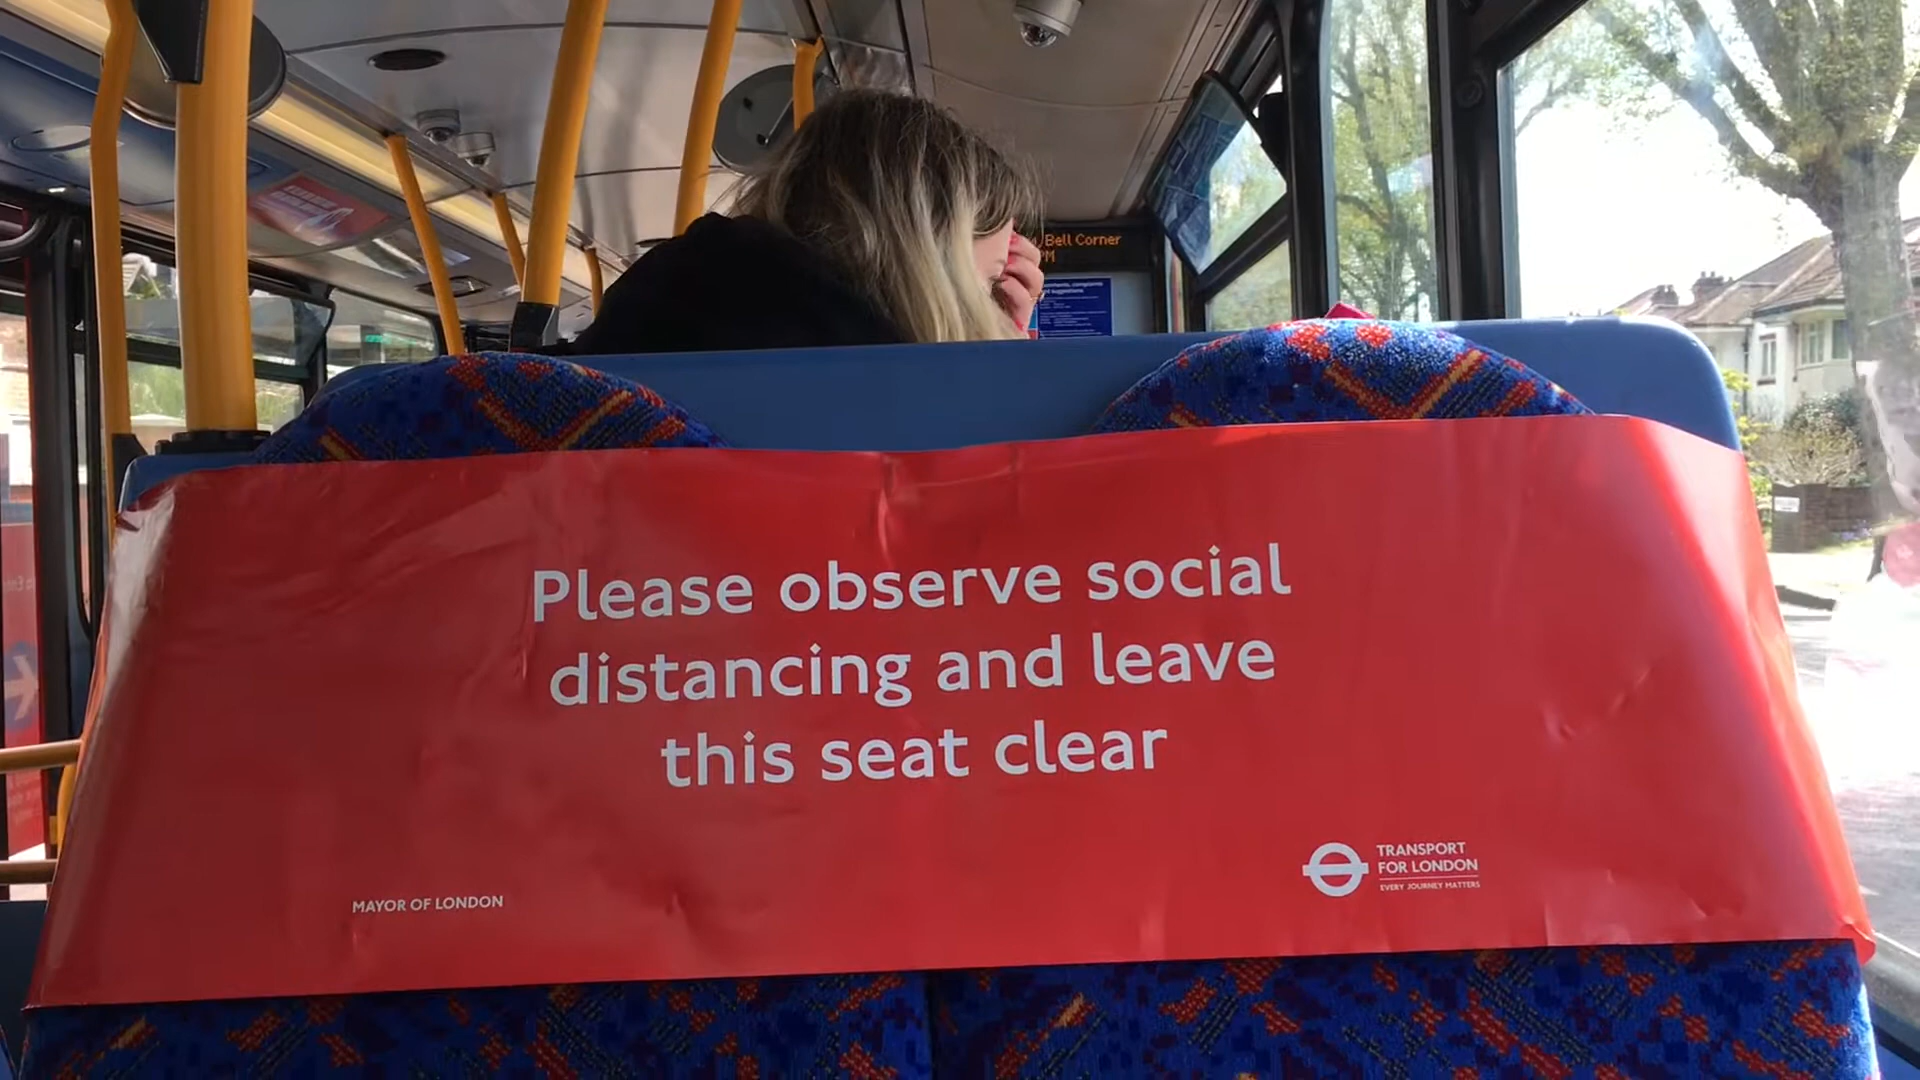 Bell Corner
Please observe social
distancing and leave
this seat clear
MAYOR OF LONDON
TRANSPORT
FOR LONDON
EVERY JOURNEY MATTERS